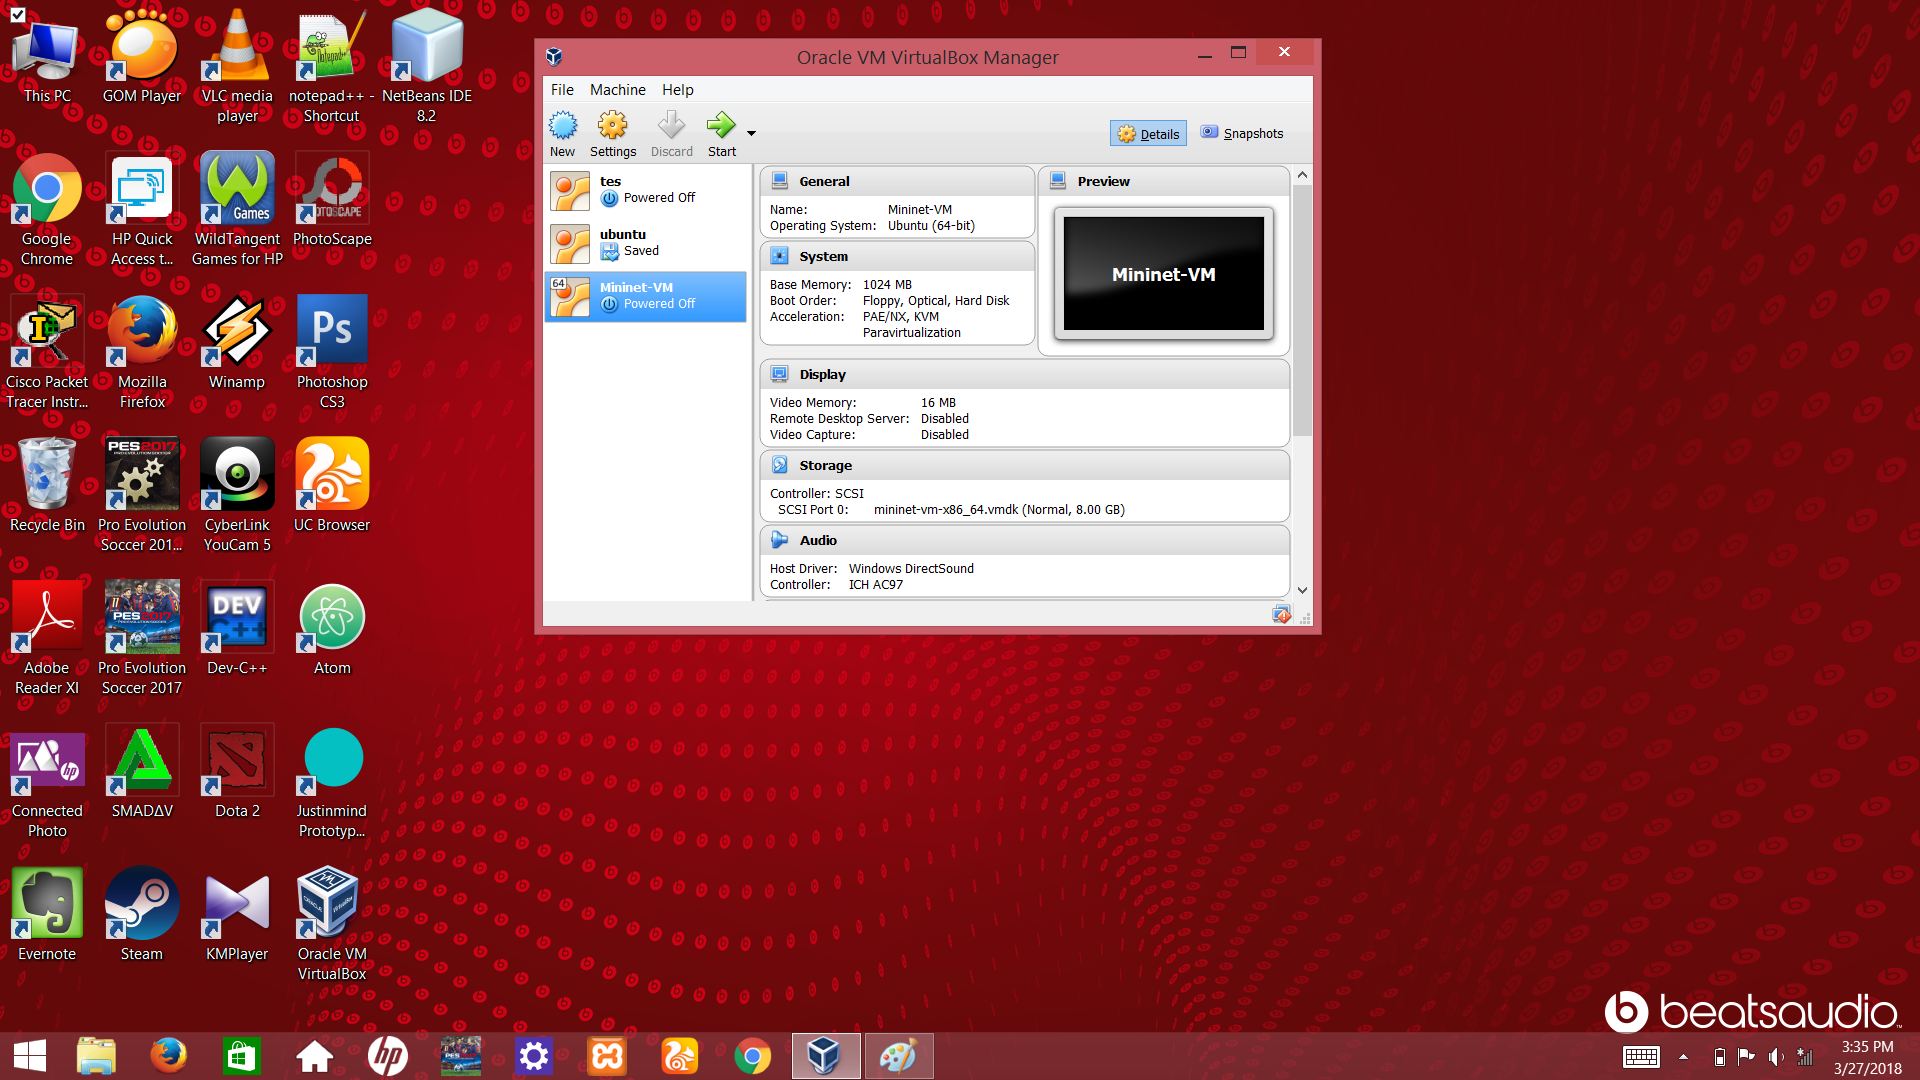 This PC
GOM Player
VLC media
player
notepad++ -
Shortcut
NetBeans IDE
8.2
Google
Chrome
HP Quick
Access t...
WildTangent
Games for HP
PhotoScape
Cisco Packet
Tracer Instr...
Mozilla
Firefox
Winamp
Photoshop
CS3
Recycle Bin
Pro Evolution
Soccer 201...
CyberLink
YouCam 5
UC Browser
Adobe
Reader XI
Pro Evolution
Soccer 2017
Dev-C++
Atom
Connected
Photo
SMADΔV
Dota 2
Justinmind
Prototyp...
Evernote
Steam
KMPlayer
Oracle VM
VirtualBox
Oracle VM VirtualBox Manager
File Machine Help
New Settings Discard Start
Details Snapshots
tes
Powered Off
ubuntu
Saved
64
Mininet-VM
Powered Off
General
Name: Mininet-VM
Operating System: Ubuntu (64-bit)
System
Base Memory: 1024 MB
Boot Order: Floppy, Optical, Hard Disk
Acceleration: PAE/NX, KVM
Paravirtualization
Preview
Mininet-VM
Display
Video Memory: 16 MB
Remote Desktop Server: Disabled
Video Capture: Disabled
Storage
Controller: SCSI
SCSI Port 0: mininet-vm-x86_64.vmdk (Normal, 8.00 GB)
Audio
Host Driver: Windows DirectSound
Controller: ICH AC97
beatsaudio
3:35 PM
3/27/2018